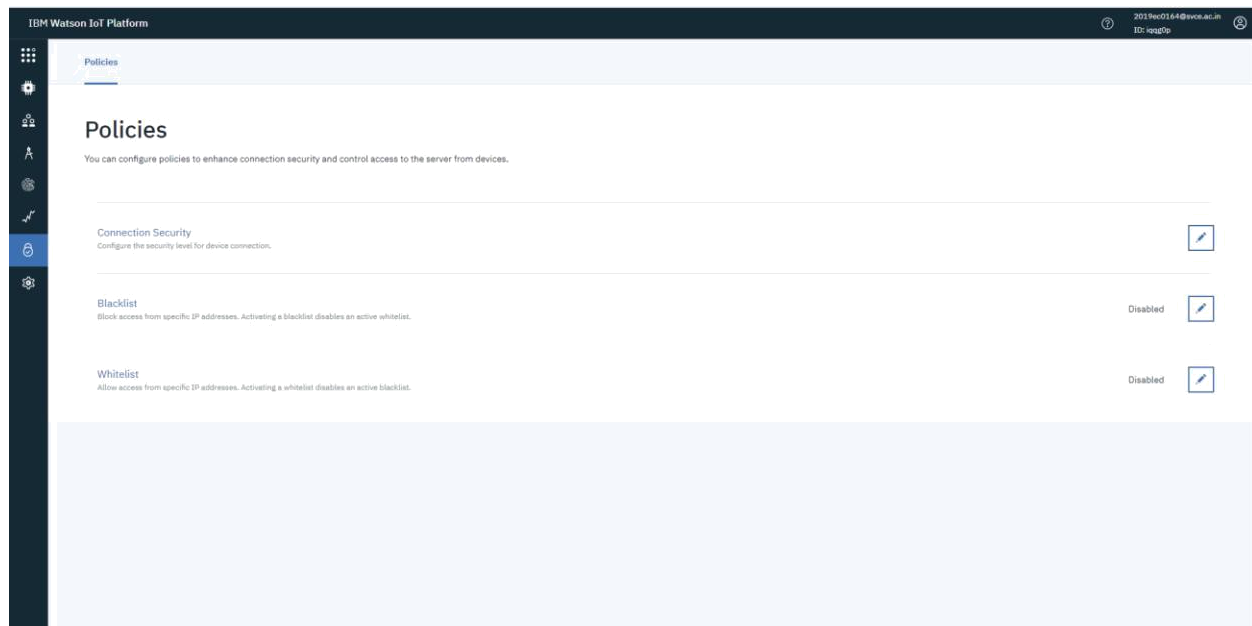 IBM Watson IoT Platform
2019ec0164@svce.ac.in
ID: iqqg0p
Policies
Policies
You can configure policies to enhance connection security and control access to the server from devices.
Connection Security
Configure the security level for device connection.
Blacklist
Block access from specific IP addresses. Activating a blacklist disables an active whitelist.
Disabled
Whitelist
Allow access from specific IP addresses. Activating a whitelist disables an active blacklist.
Disabled